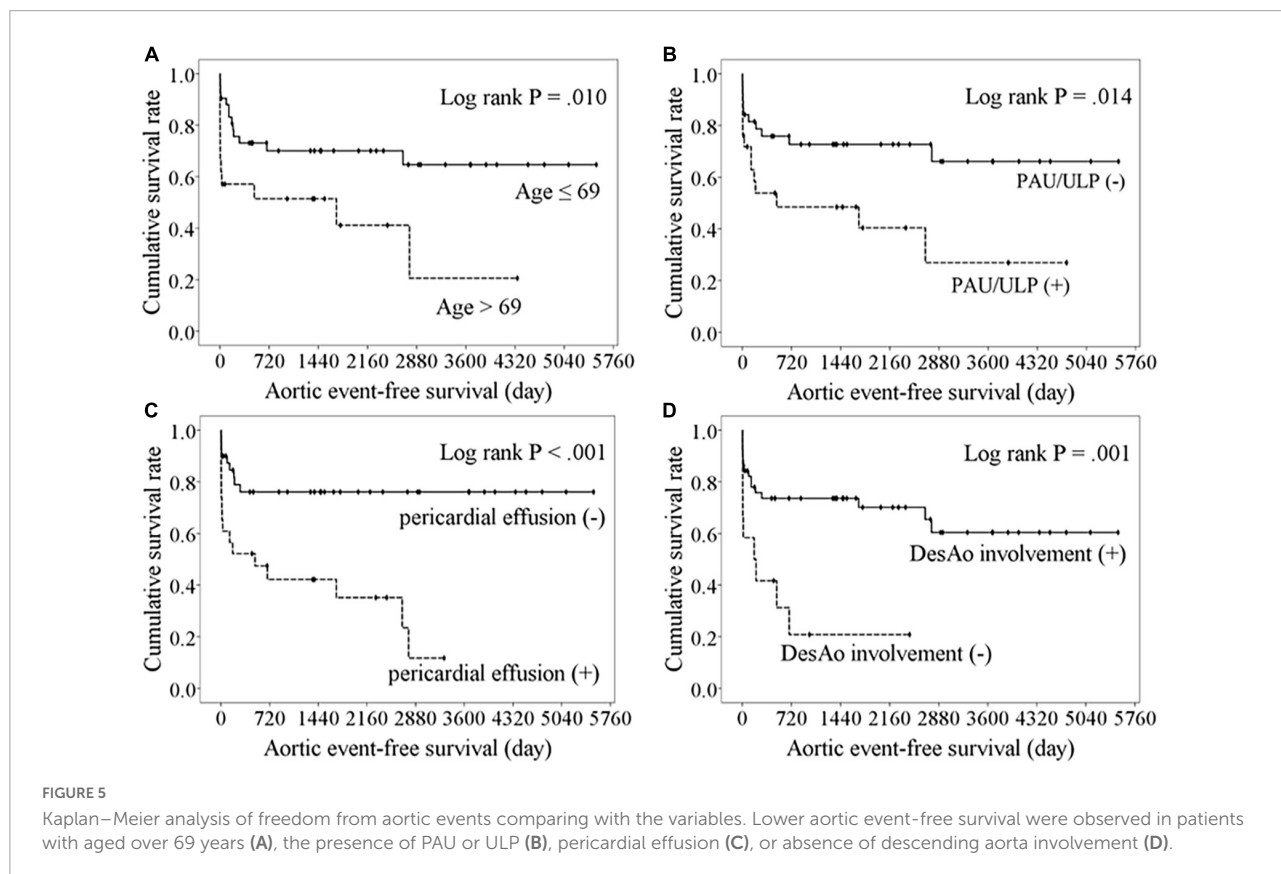 A
Cumulative survival rate
1.0
0.8
0.6
0.4
0.2
0.0
Log rank P = .010
Age ≤ 69
Age > 69
0 720 1440 2160 2880 3600 4320 5040 5760
Aortic event-free survival (day)
B
Cumulative survivial rate
1.0
0.8
0.6
0.4
0.2
0.0
Log rank P = .014
PAU/ULP (-)
PAU/ULP (+)
0 720 1440 2160 2880 3600 4320 5040 5760
Aortic event-free survival (day)
C
Cumulative survival rate
1.0
0.8
0.6
0.4
0.2
0.0
Log rank P < .001
pericardial effusion (-)
pericardial effusion (+)
0 720 1440 2160 2880 3600 4320 5040 5760
Aortic event-free survival (day)
D
Cumulative survival rate
1.0
0.8
0.6
0.4
0.2
0.0
Log rank P = .001
DesAo involvement (+)
DesAo involvement (-)
0 720 1440 2160 2880 3600 4320 5040 5760
Aortic event-free survival (day)
FIGURE 5
Kaplan–Meier analysis of freedom from aortic events comparing with the variables. Lower aortic event-free survival were observed in patients
with aged over 69 years (A), the presence of PAU or ULP (B), pericardial effusion (C), or absence of descending aorta involvement (D).